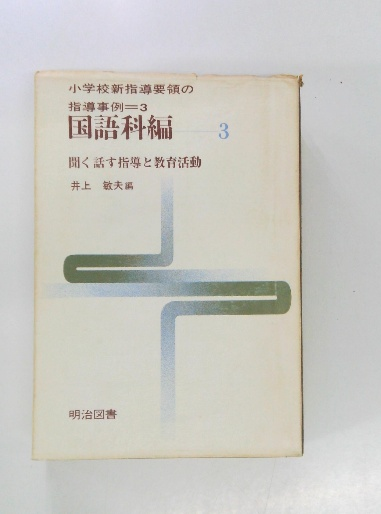 小学校新指導要領の
指導事例=3
国語科編——3
聞く話す指導と教育活動
井上 敏夫編
明治図書